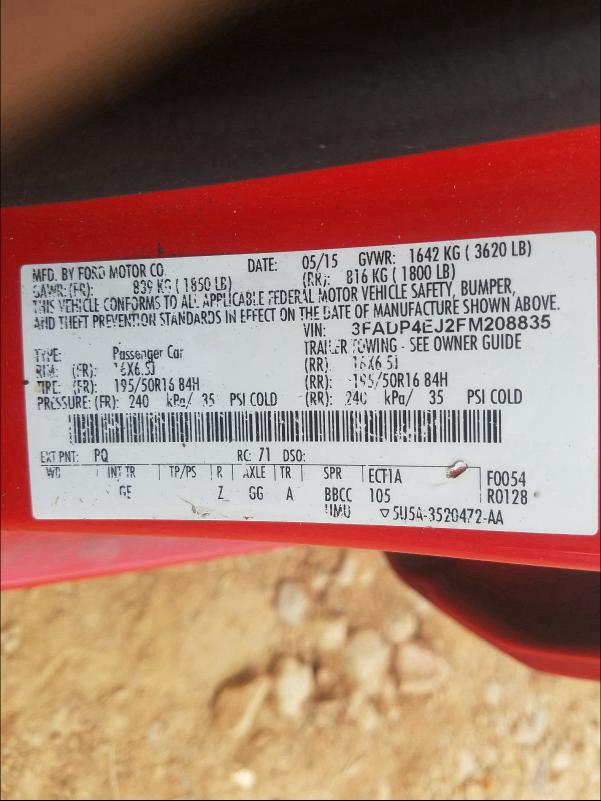 MFD. BY FORD MOTOR CO. DATE: 05/15 GVWR: 1642 KG ( 3620 LB)
GAWR: (FR): 839 KG ( 1850 LB) (RR): 816 KG ( 1800 LB)
THIS VEHICLE CONFORMS TO ALL APPLICABLE FEDERAL MOTOR VEHICLE SAFETY, BUMPER,
AND THEFT PREVENTION STANDARDS IN EFFECT ON THE DATE OF MANUFACTURE SHOWN ABOVE.
VIN: 3FADP4EJ2FM208835
TYPE: Passenger Car TRAILER TOWING - SEE OWNER GUIDE
RIM: (FR): 16X6.5J (RR): 16X6.5J
TIRE: (FR): 195/50R16 84H (RR): 195/50R16 84H
PRESSURE: (FR): 240 kPa/ 35 PSI COLD (RR): 240 kPa/ 35 PSI COLD
EXT PNT: PQ RC: 71 DSO:
WB INT TR TP/PS R AXLE TR SPR ECF1A F0054
GE Z GG A BBCC 105 R0128
UMU ▽5U5A-3520472-AA